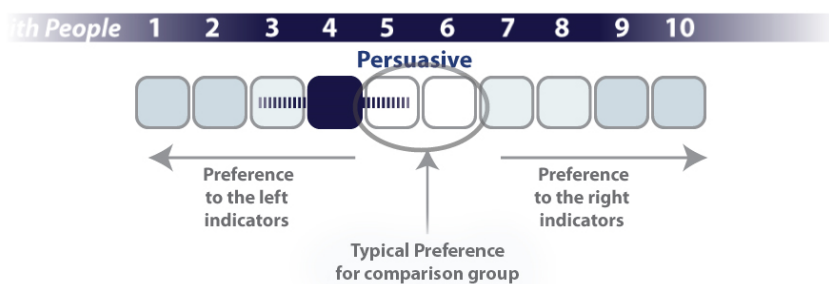 ith People 1 2 3 4 5 6 7 8 9 10
Persuasive
Preference
to the left
indicators
Preference
to the right
indicators
Typical Preference
for comparison group